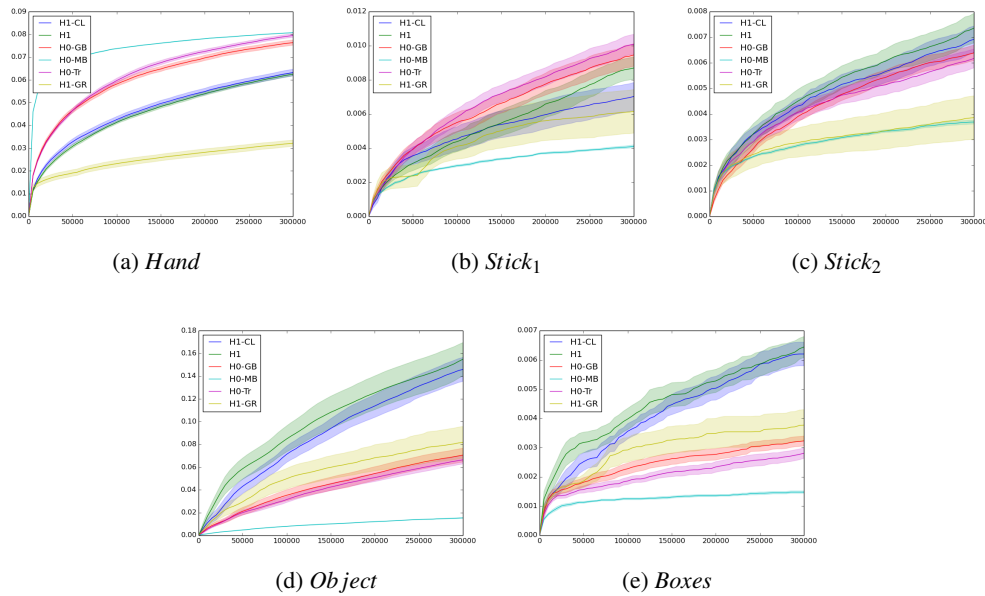 0.09
0.08
0.07
0.06
0.05
0.04
0.03
0.02
0.01
0.00
H1-CL
H1
H0-GB
H0-MB
H0-Tr
H1-GR
0 50000 100000 150000 200000 250000 300000
(a) Hand
0.012
0.010
0.008
0.006
0.004
0.002
0.000
H1-CL
H1
H0-GB
H0-MB
H0-Tr
H1-GR
0 50000 100000 150000 200000 250000 300000
(b) Stick₁
0.008
0.007
0.006
0.005
0.004
0.003
0.002
0.001
0.000
H1-CL
H1
H0-GB
H0-MB
H0-Tr
H1-GR
0 50000 100000 150000 200000 250000 300000
(c) Stick₂
0.18
0.16
0.14
0.12
0.10
0.08
0.06
0.04
0.02
0.00
H1-CL
H1
H0-GB
H0-MB
H0-Tr
H1-GR
0 50000 100000 150000 200000 250000 300000
(d) Object
0.007
0.006
0.005
0.004
0.003
0.002
0.001
0.000
H1-CL
H1
H0-GB
H0-MB
H0-Tr
H1-GR
0 50000 100000 150000 200000 250000 300000
(e) Boxes